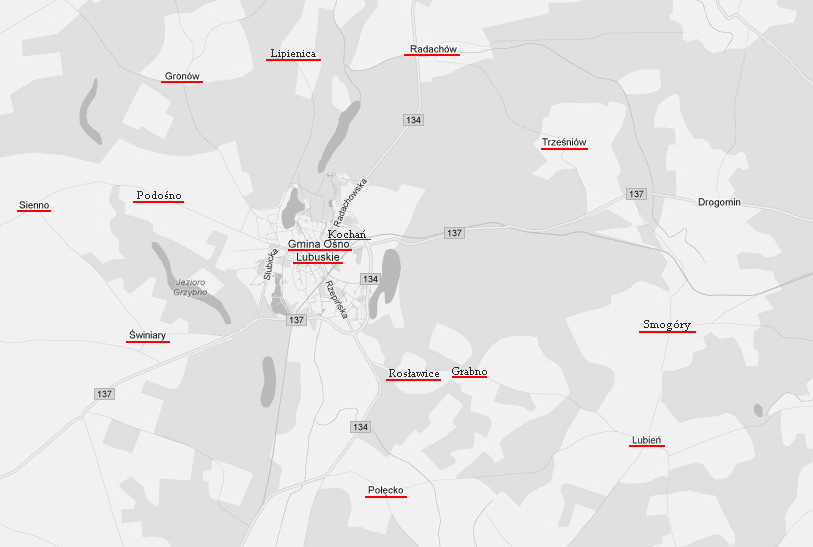 Lipienica
Radachów
Gronów
134
Trześniów
Radachowska
Podośno
137
Sienno
Drogomin
Kochań
137
Gmina Ośno
Lubuskie
Słubicka
134
Jezioro
Grzybno
Rzepińska
137
Smogóry
Świniary
Rosławice
Grabno
137
134
Lubień
Połęcko